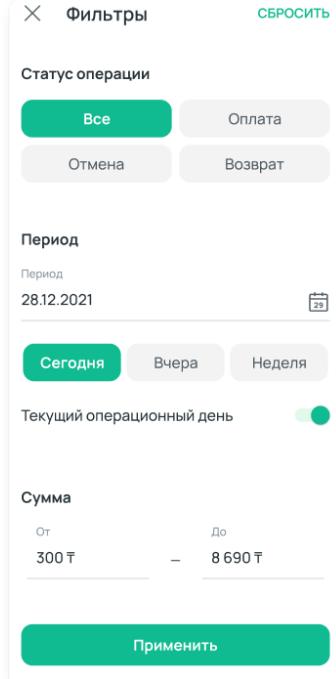 Фильтры СБРОСИТЬ
Статус операции
Все Оплата
Отмена Возврат
Период
Период
28.12.2021 29
Сегодня Вчера Неделя
Текущий операционный день
Сумма
От До
300 ₸ – 8 690 ₸
Применить